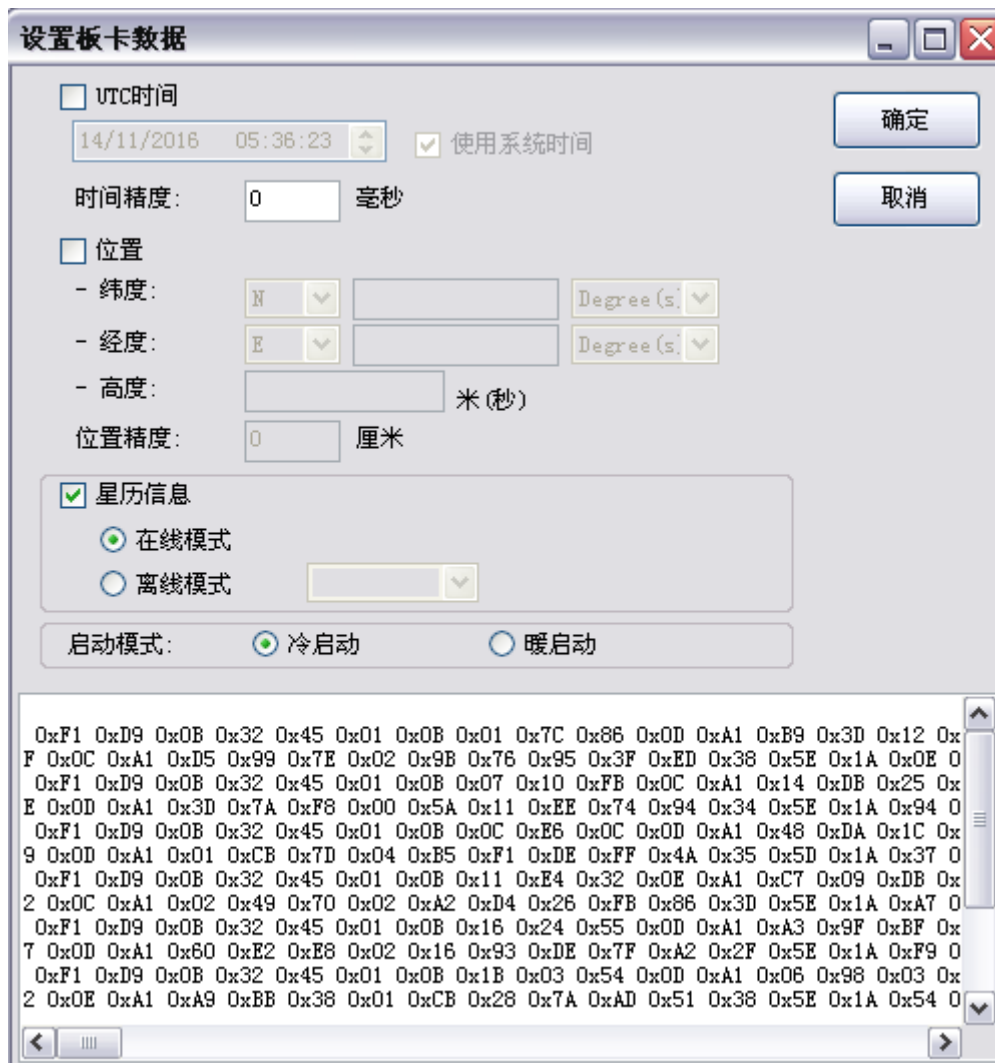 设置板卡数据
UTC时间
确定
14/11/2016 05:36:23 使用系统时间
时间精度: 0 毫秒
取消
位置
- 纬度: N Degree(s)
- 经度: E Degree(s)
- 高度: 米(秒)
位置精度: 0 厘米
星历信息
在线模式
离线模式
启动模式: 冷启动 暖启动
0xF1 0xD9 0x0B 0x32 0x45 0x01 0x0B 0x01 0x7C 0x86 0x0D 0xA1 0xB9 0x3D 0x12 0x
F 0x0C 0xA1 0xD5 0x99 0x7E 0x02 0x9B 0x76 0x95 0x3F 0xED 0x38 0x5E 0x1A 0x0E 0
0xF1 0xD9 0x0B 0x32 0x45 0x01 0x0B 0x07 0x10 0xFB 0x0C 0xA1 0x14 0xDB 0x25 0x
E 0x0D 0xA1 0x3D 0x7A 0xF8 0x00 0x5A 0x11 0xEE 0x74 0x94 0x34 0x5E 0x1A 0x94 0
0xF1 0xD9 0x0B 0x32 0x45 0x01 0x0B 0x0C 0xE6 0x0C 0x0D 0xA1 0x48 0xDA 0x1C 0x
9 0x0D 0xA1 0x01 0xCB 0x7D 0x04 0xB5 0xF1 0xDE 0xFF 0x4A 0x35 0x5D 0x1A 0x37 0
0xF1 0xD9 0x0B 0x32 0x45 0x01 0x0B 0x11 0xE4 0x32 0x0E 0xA1 0xC7 0x09 0xDB 0x
2 0x0C 0xA1 0x02 0x49 0x70 0x02 0xA2 0xD4 0x26 0xFB 0x86 0x3D 0x5E 0x1A 0xA7 0
0xF1 0xD9 0x0B 0x32 0x45 0x01 0x0B 0x16 0x24 0x55 0x0D 0xA1 0xA3 0x9F 0xBF 0x
7 0x0D 0xA1 0x60 0xE2 0xE8 0x02 0x16 0x93 0xDE 0x7F 0xA2 0x2F 0x5E 0x1A 0xF9 0
0xF1 0xD9 0x0B 0x32 0x45 0x01 0x0B 0x1B 0x03 0x54 0x0D 0xA1 0x06 0x98 0x03 0x
2 0x0E 0xA1 0xA9 0xBB 0x38 0x01 0xCB 0x28 0x7A 0xAD 0x51 0x38 0x5E 0x1A 0x54 0